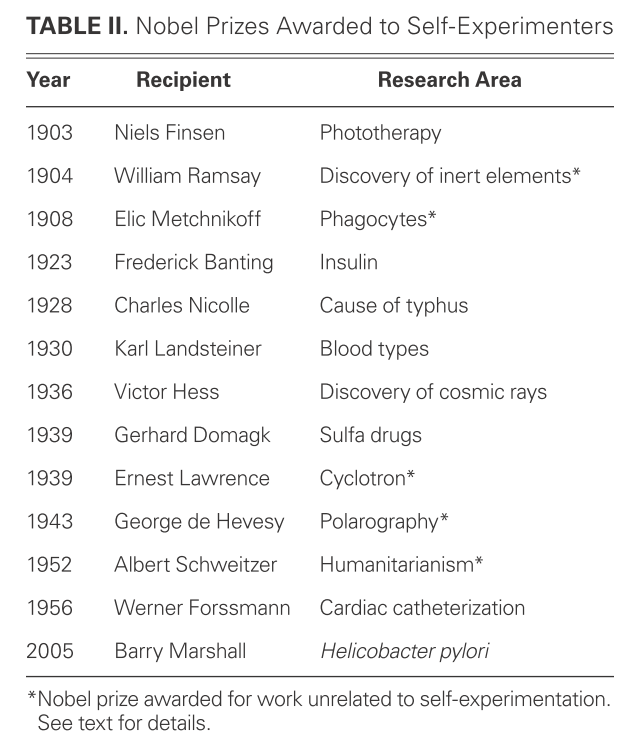 TABLE II. Nobel Prizes Awarded to Self-Experimenters
Year Recipient Research Area
1903 Niels Finsen Phototherapy
1904 William Ramsay Discovery of inert elements*
1908 Elic Metchnikoff Phagocytes*
1923 Frederick Banting Insulin
1928 Charles Nicolle Cause of typhus
1930 Karl Landsteiner Blood types
1936 Victor Hess Discovery of cosmic rays
1939 Gerhard Domagk Sulfa drugs
1939 Ernest Lawrence Cyclotron*
1943 George de Hevesy Polarography*
1952 Albert Schweitzer Humanitarianism*
1956 Werner Forssmann Cardiac catheterization
2005 Barry Marshall Helicobacter pylori
*Nobel prize awarded for work unrelated to self-experimentation.
See text for details.